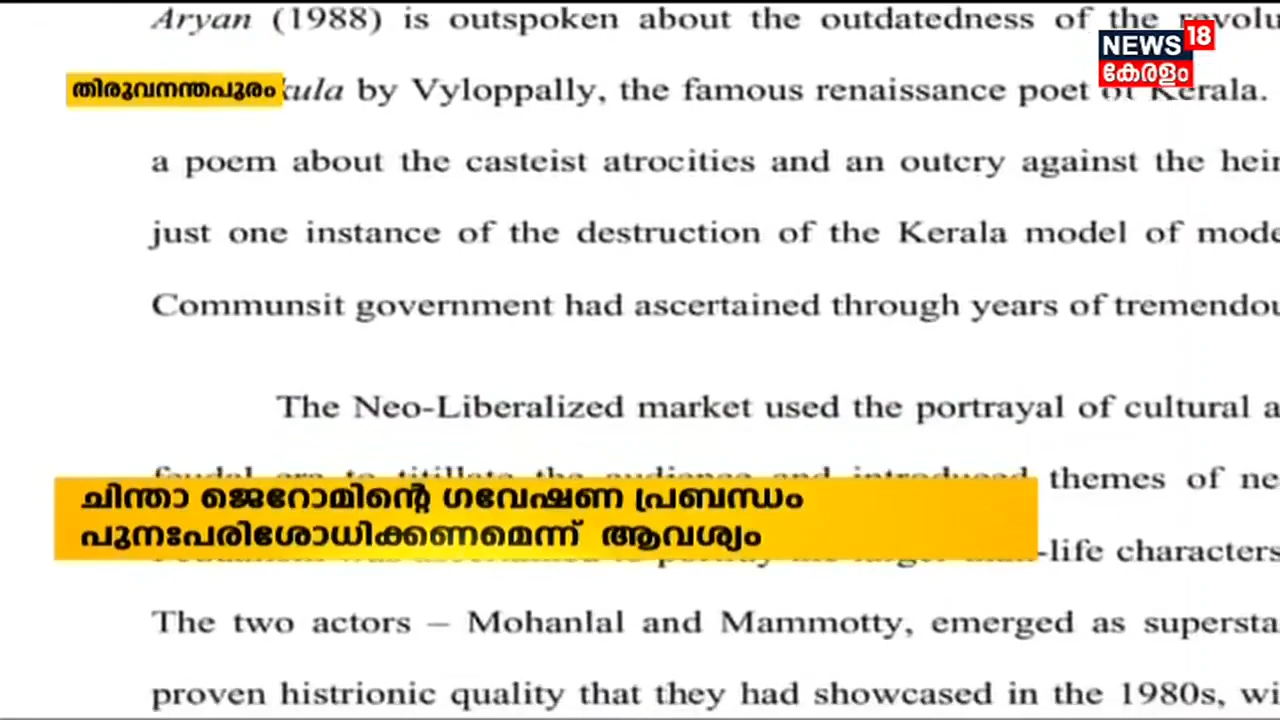 Aryan (1988) is outspoken about the outdatedness of the
NEWS 18
കേരളം
തിരുവനന്തപുരം
by Vyloppally, the famous renaissance poet of Kerala.
a poem about the casteist atrocities and an outcry against the
just one instance of the destruction of the Kerala model of
Communsit government had ascertained through years of
The Neo-Liberalized market used the portrayal of cultural
themes of
ചിന്താ ജെറോമിന്റെ ഗവേഷണ പ്രബന്ധം
പുനഃപരിശോധിക്കണമെന്ന് ആവശ്യം
-life characters
The two actors – Mohanlal and Mammotty, emerged as
proven histrionic quality that they had showcased in the 1980s,